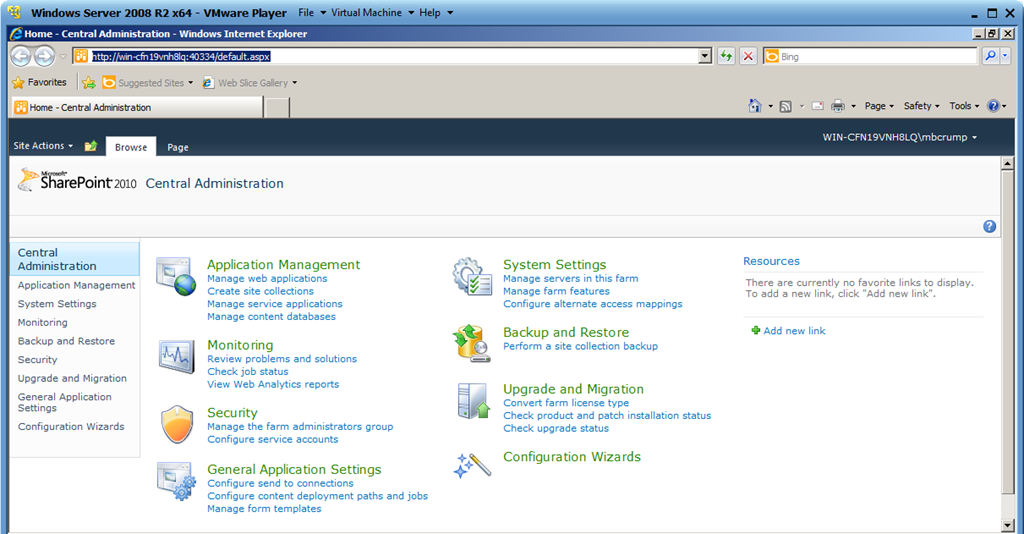 Windows Server 2008 R2 x64 - VMware Player File Virtual Machine Help
Home - Central Administration - Windows Internet Explorer
http://win-cfn19vnh8lq:40334/default.aspx
Bing
Favorites
Suggested Sites
Web Slice Gallery
Home - Central Administration
Page
Safety
Tools
Site Actions
Browse
Page
WIN-CFN19VNH8LQ\mbcrump
Microsoft
SharePoint 2010
Central Administration
Central
Administration
Application Management
System Settings
Monitoring
Backup and Restore
Security
Upgrade and Migration
General Application
Settings
Configuration Wizards
Application Management
Manage web applications
Create site collections
Manage service applications
Manage content databases
Monitoring
Review problems and solutions
Check job status
View Web Analytics reports
Security
Manage the farm administrators group
Configure service accounts
General Application Settings
Configure send to connections
Configure content deployment paths and jobs
Manage form templates
System Settings
Manage servers in this farm
Manage farm features
Configure alternate access mappings
Backup and Restore
Perform a site collection backup
Upgrade and Migration
Convert farm license type
Check product and patch installation status
Check upgrade status
Configuration Wizards
Resources
There are currently no favorite links to display.
To add a new link, click "Add new link".
Add new link